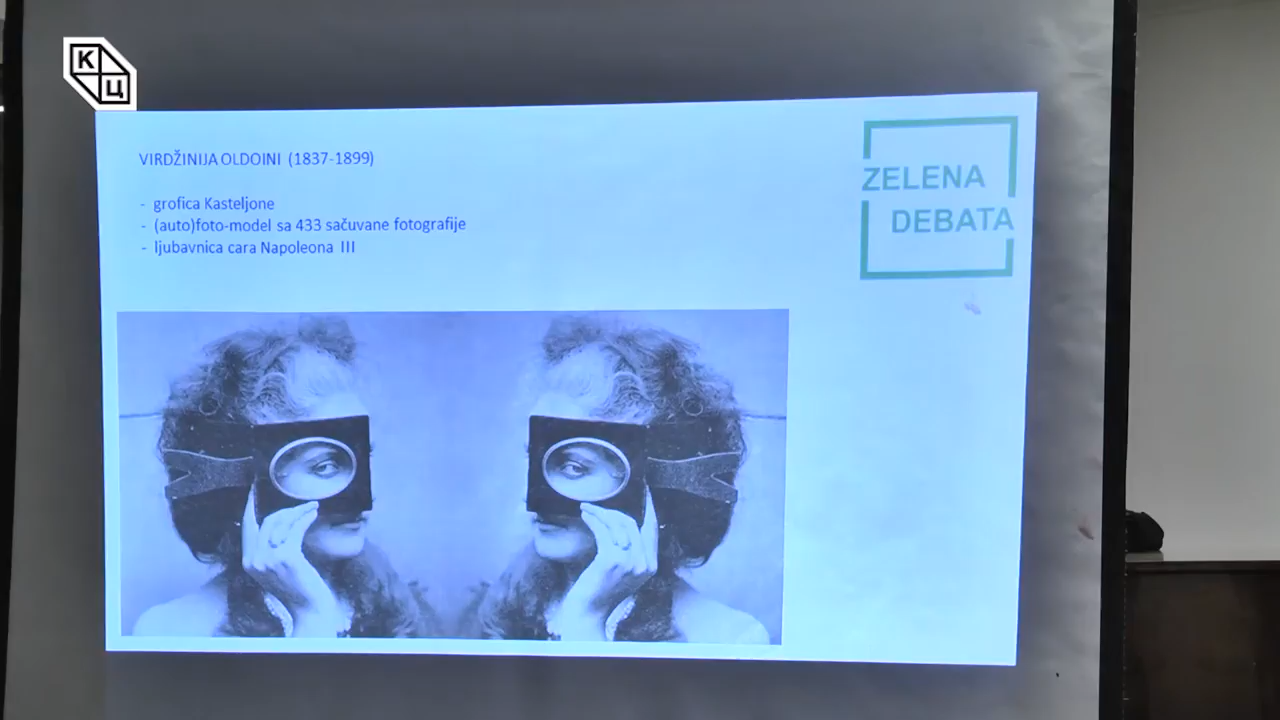 КЦ
VIRDŽINIJA OLDOINI (1837-1899)
- grofica Kasteljone
- (auto)foto-model sa 433 sačuvane fotografije
- ljubavnica cara Napoleona III
ZELENA
DEBATA